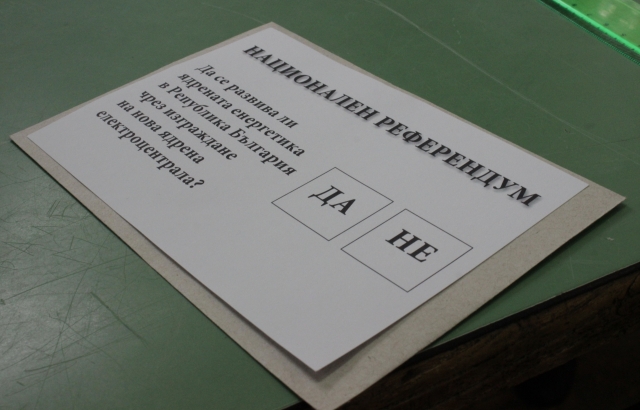 НАЦИОНАЛЕН РЕФЕРЕНДУМ
Да се развива ли
ядрената енергетика
в Република България
чрез изграждане
на нова ядрена
електроцентрала?
ДА
НЕ